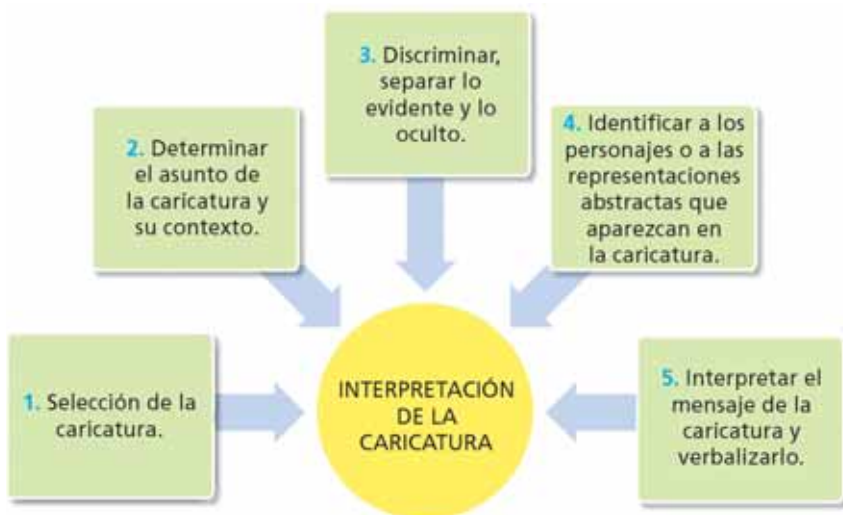 1. Selección de la
caricatura.
2. Determinar
el asunto de
la caricatura y
su contexto.
3. Discriminar,
separar lo
evidente y lo
oculto.
4. Identificar a los
personajes o a las
representaciones
abstractas que
aparezcan en
la caricatura.
5. Interpretar el
mensaje de la
caricatura y
verbalizarlo.
INTERPRETACIÓN
DE LA
CARICATURA